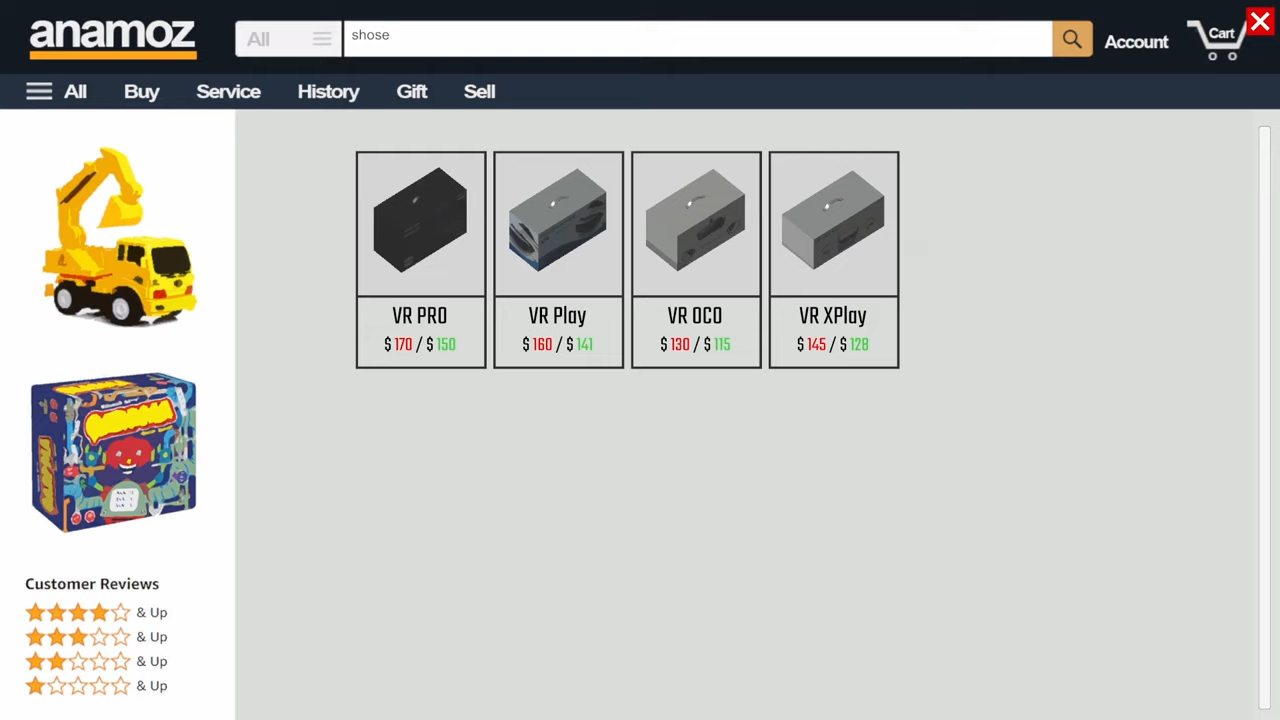 anamoz
All
shose
Account
Cart
All
Buy
Service
History
Gift
Sell
VR PRO
$ 170 / $ 150
VR Play
$ 160 / $ 141
VR OCO
$ 130 / $ 115
VR XPlay
$ 145 / $ 128
Customer Reviews
& Up
& Up
& Up
& Up